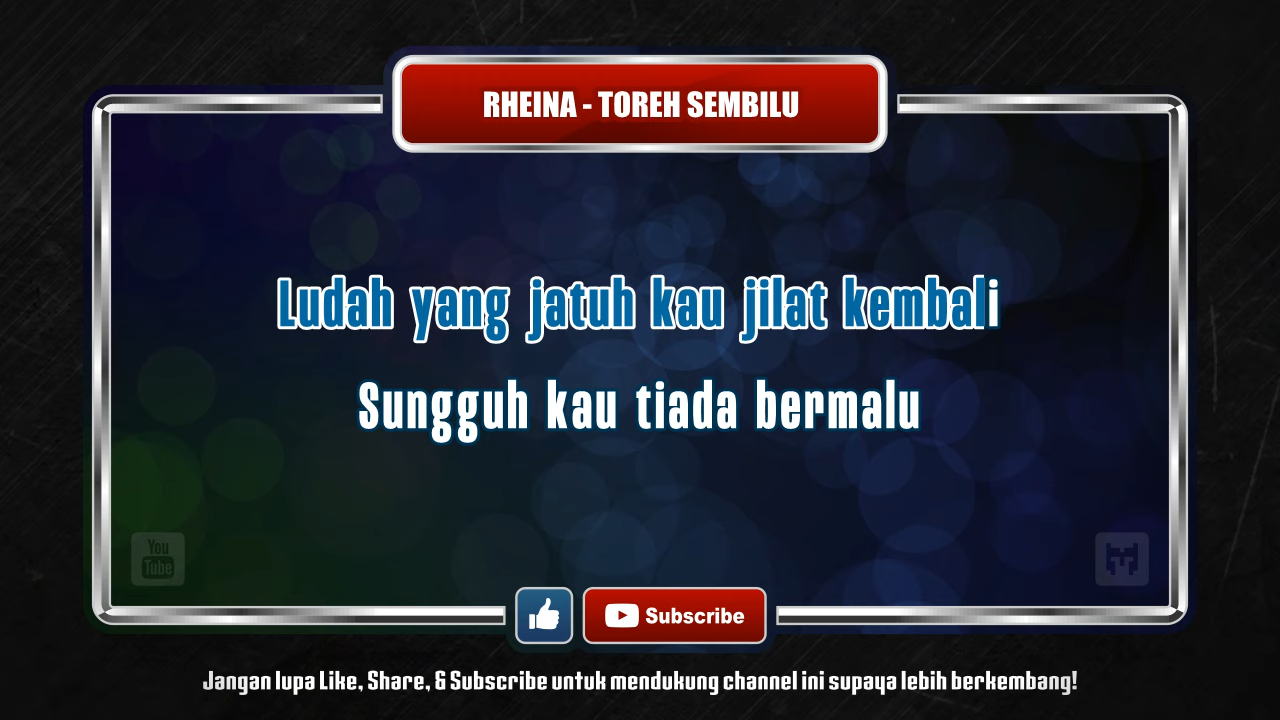 RHEINA - TOREH SEMBILU
Ludah yang jatuh kau jilat kembali
Sungguh kau tiada bermalu
You
Tube
Subscribe
Jangan lupa Like, Share, & Subscribe untuk mendukung channel ini supaya lebih berkembang!